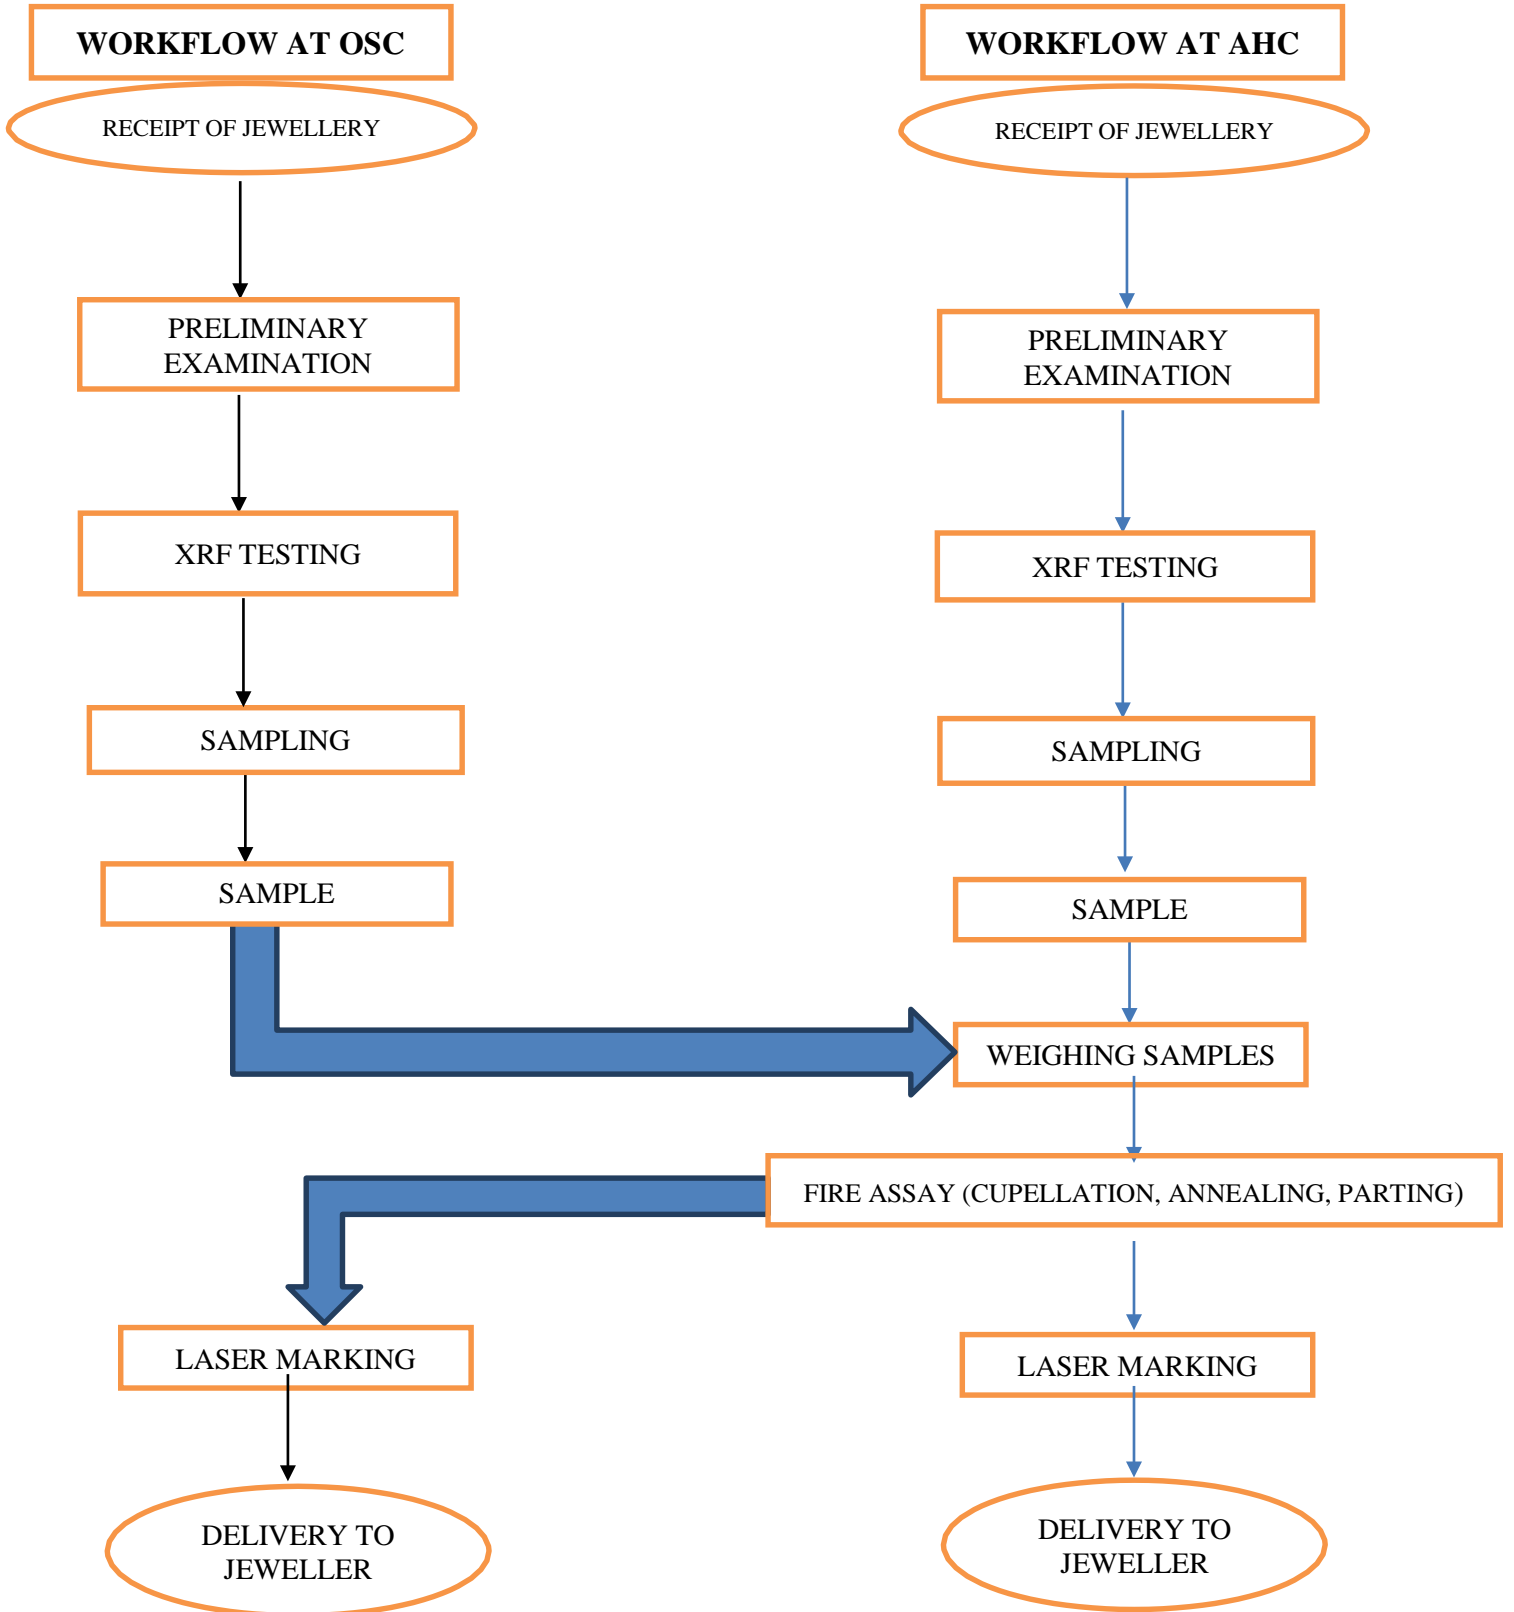 WORKFLOW AT OSC
RECEIPT OF JEWELLERY
PRELIMINARY
EXAMINATION
XRF TESTING
SAMPLING
SAMPLE
WORKFLOW AT AHC
RECEIPT OF JEWELLERY
PRELIMINARY
EXAMINATION
XRF TESTING
SAMPLING
SAMPLE
WEIGHING SAMPLES
FIRE ASSAY (CUPELLATION, ANNEALING, PARTING)
LASER MARKING
DELIVERY TO
JEWELLER
LASER MARKING
DELIVERY TO
JEWELLER